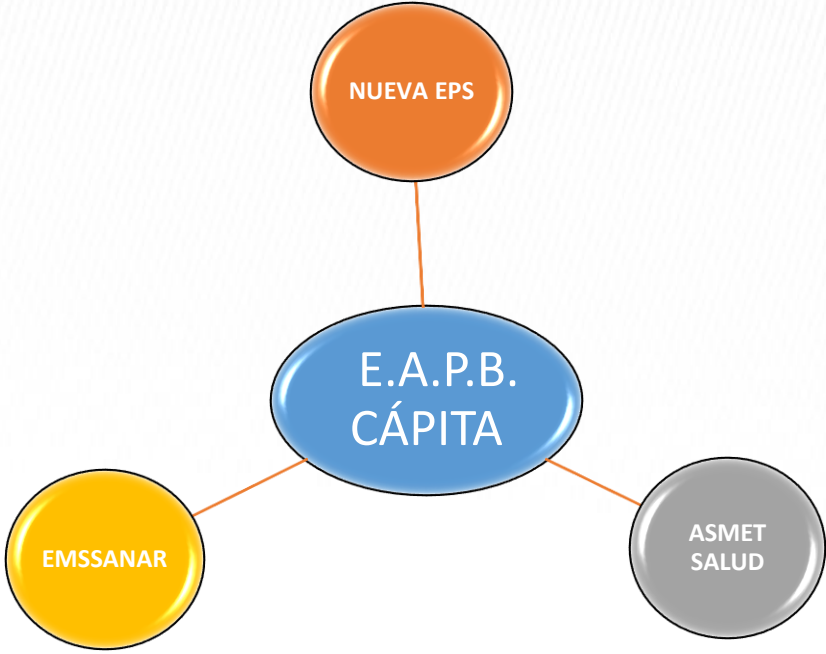 NUEVA EPS
E.A.P.B.
CÁPITA
EMSSANAR
ASMET
SALUD